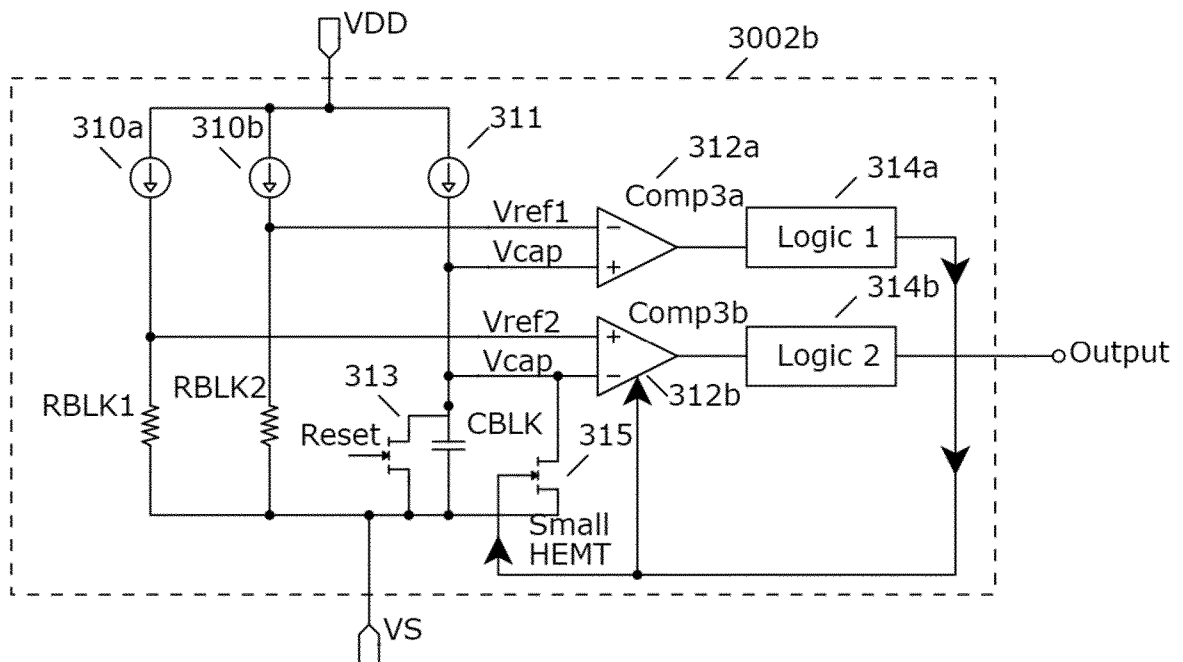 VDD
3002b
310a
310b
311
312a
Comp3a
314a
Vref1
−
Logic 1
Vcap
+
Comp3b
314b
Vref2
+
Logic 2
Output
Vcap
−
312b
RBLK1
RBLK2
313
Reset
CBLK
315
Small
HEMT
VS